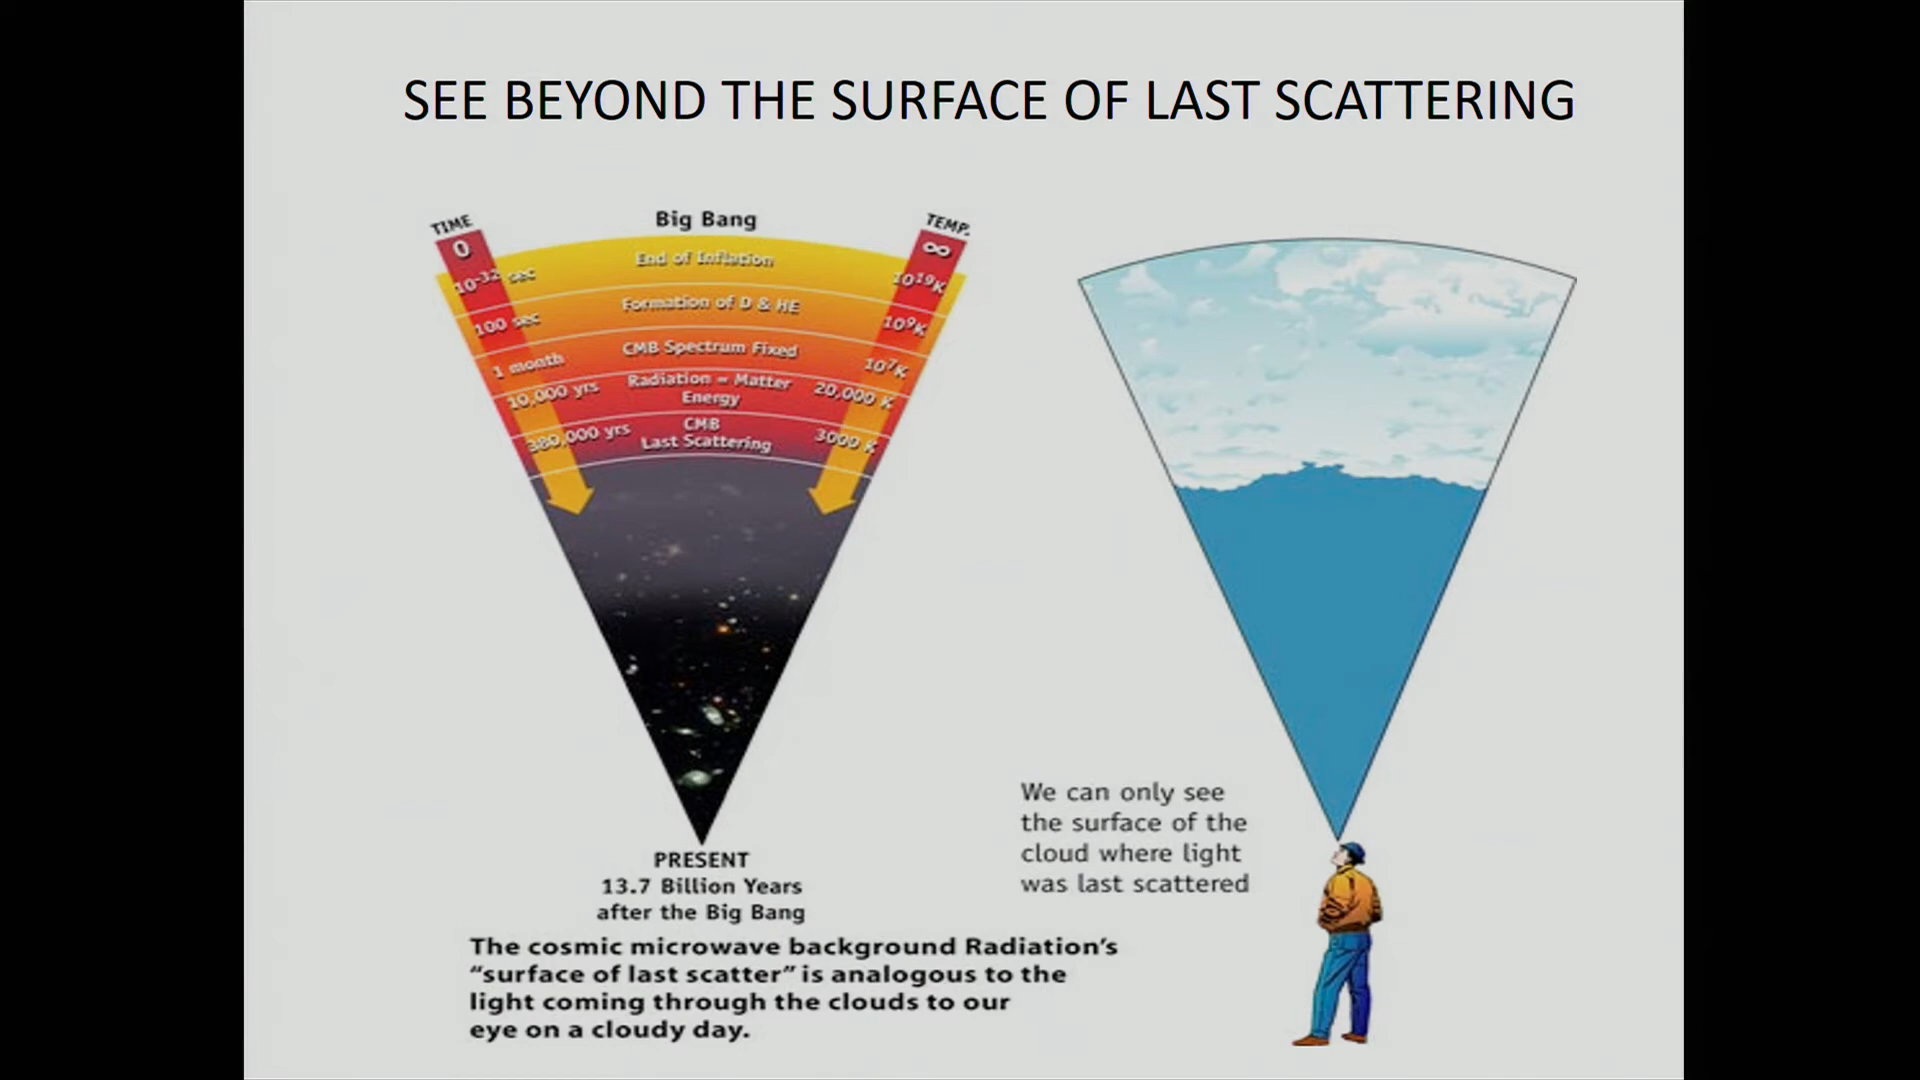 SEE BEYOND THE SURFACE OF LAST SCATTERING
TIME
Big Bang
TEMP.
0
∞
10⁻³² sec
End of Inflation
10¹⁹K
100 sec
Formation of D & HE
10⁹K
1 month
CMB Spectrum Fixed
10⁷K
10,000 yrs
Radiation = Matter
Energy
20,000 K
380,000 yrs
CMB
Last Scattering
3000 K
PRESENT
13.7 Billion Years
after the Big Bang
We can only see
the surface of the
cloud where light
was last scattered
The cosmic microwave background Radiation’s
“surface of last scatter” is analogous to the
light coming through the clouds to our
eye on a cloudy day.